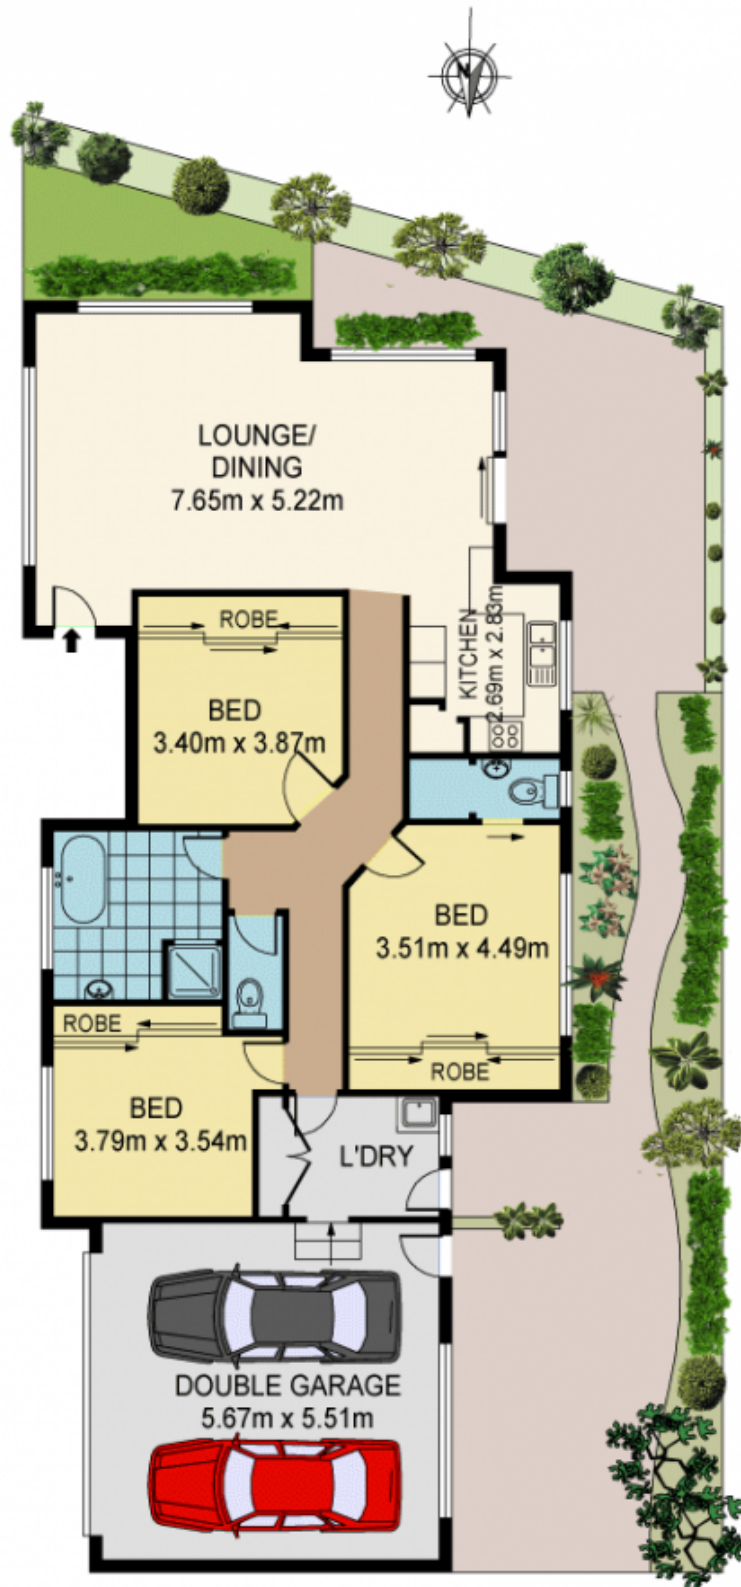 N
LOUNGE/
DINING
7.65m x 5.22m
KITCHEN
2.69m x 2.83m
ROBE
BED
3.40m x 3.87m
BED
3.51m x 4.49m
ROBE
ROBE
BED
3.79m x 3.54m
L'DRY
DOUBLE GARAGE
5.67m x 5.51m